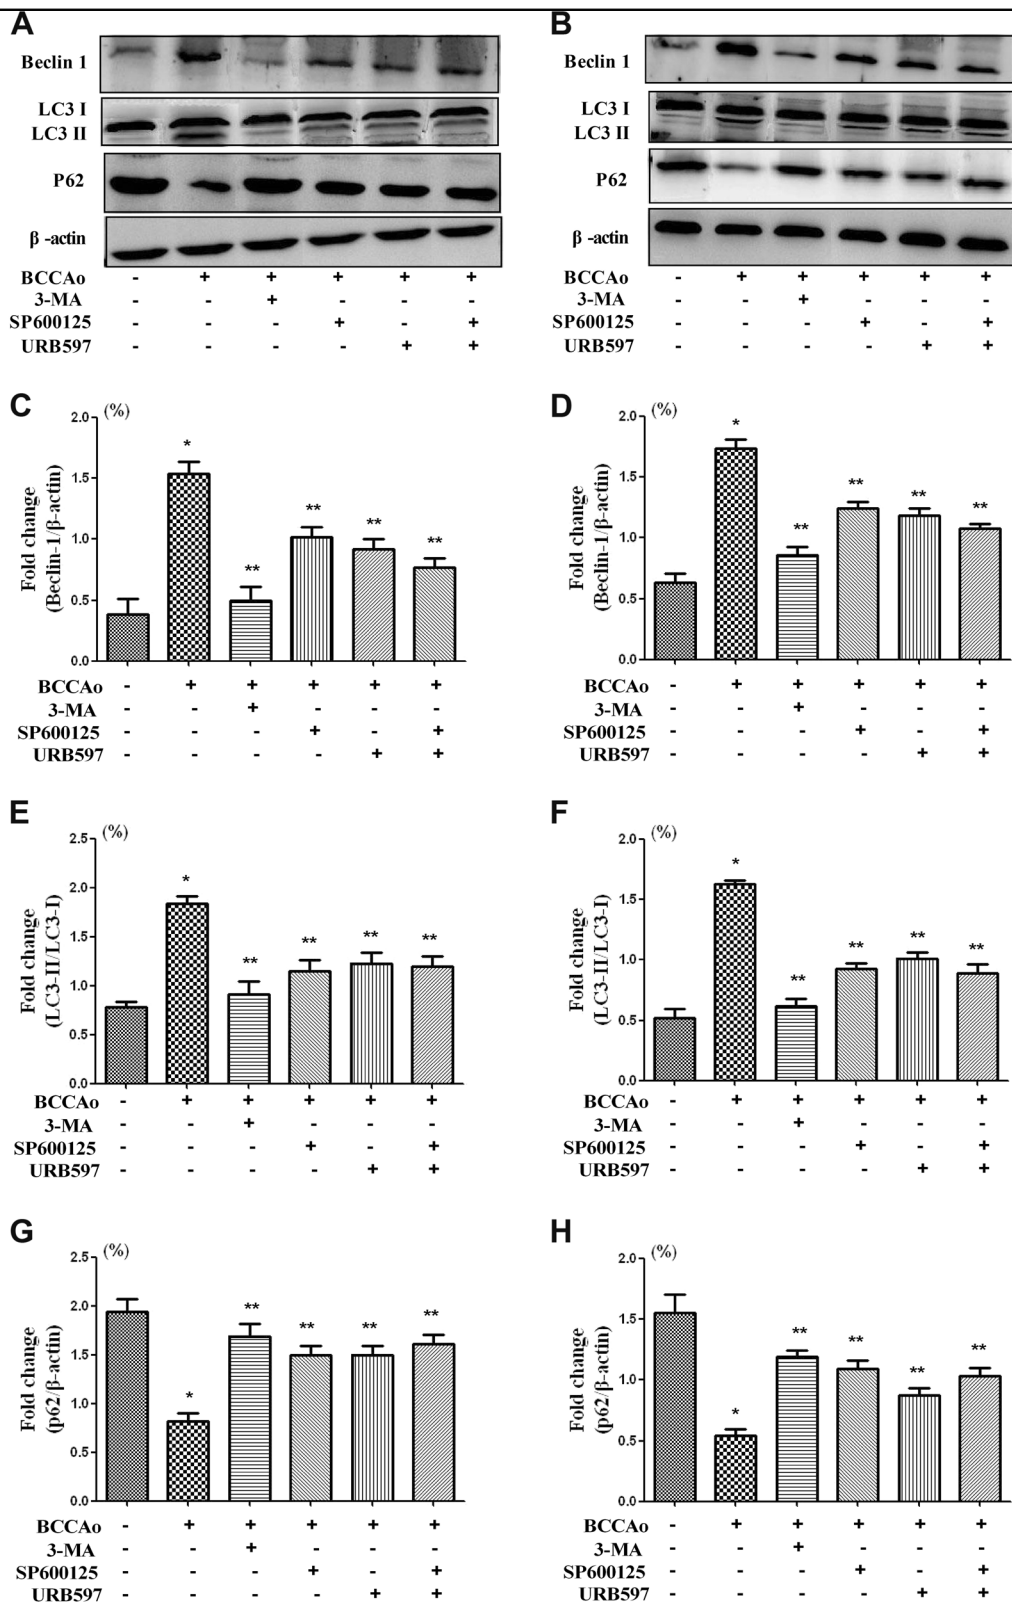 A
Beclin 1
LC3 I
LC3 II
P62
β -actin
BCCAo - + + + + +
3-MA - - + - - -
SP600125 - - - + - +
URB597 - - - - + +
B
Beclin 1
LC3 I
LC3 II
P62
β -actin
BCCAo - + + + + +
3-MA - - + - - -
SP600125 - - - + - +
URB597 - - - - + +
C
(%)
Fold change
(Beclin-1/β-actin)
2.0
1.5
1.0
0.5
0.0
* ** ** ** **
BCCAo - + + + + +
3-MA - - + - - -
SP600125 - - - + - +
URB597 - - - - + +
D
(%)
Fold change
(Beclin-1/β-actin)
2.0
1.5
1.0
0.5
0.0
* ** ** ** **
BCCAo - + + + + +
3-MA - - + - - -
SP600125 - - - + - +
URB597 - - - - + +
E
(%)
Fold change
(LC3-II/LC3-I)
2.5
2.0
1.5
1.0
0.5
0.0
* ** ** ** **
BCCAo - + + + + +
3-MA - - + - - -
SP600125 - - - + - +
URB597 - - - - + +
F
(%)
Fold change
(LC3-II/LC3-I)
2.0
1.5
1.0
0.5
0.0
* ** ** ** **
BCCAo - + + + + +
3-MA - - + - - -
SP600125 - - - + - +
URB597 - - - - + +
G
(%)
Fold change
(p62/β-actin)
2.5
2.0
1.5
1.0
0.5
0.0
* ** ** ** **
BCCAo - + + + + +
3-MA - - + - - -
SP600125 - - - + - +
URB597 - - - - + +
H
(%)
Fold change
(p62/β-actin)
2.0
1.5
1.0
0.5
0.0
* ** ** ** **
BCCAo - + + + + +
3-MA - - + - - -
SP600125 - - - + - +
URB597 - - - - + +